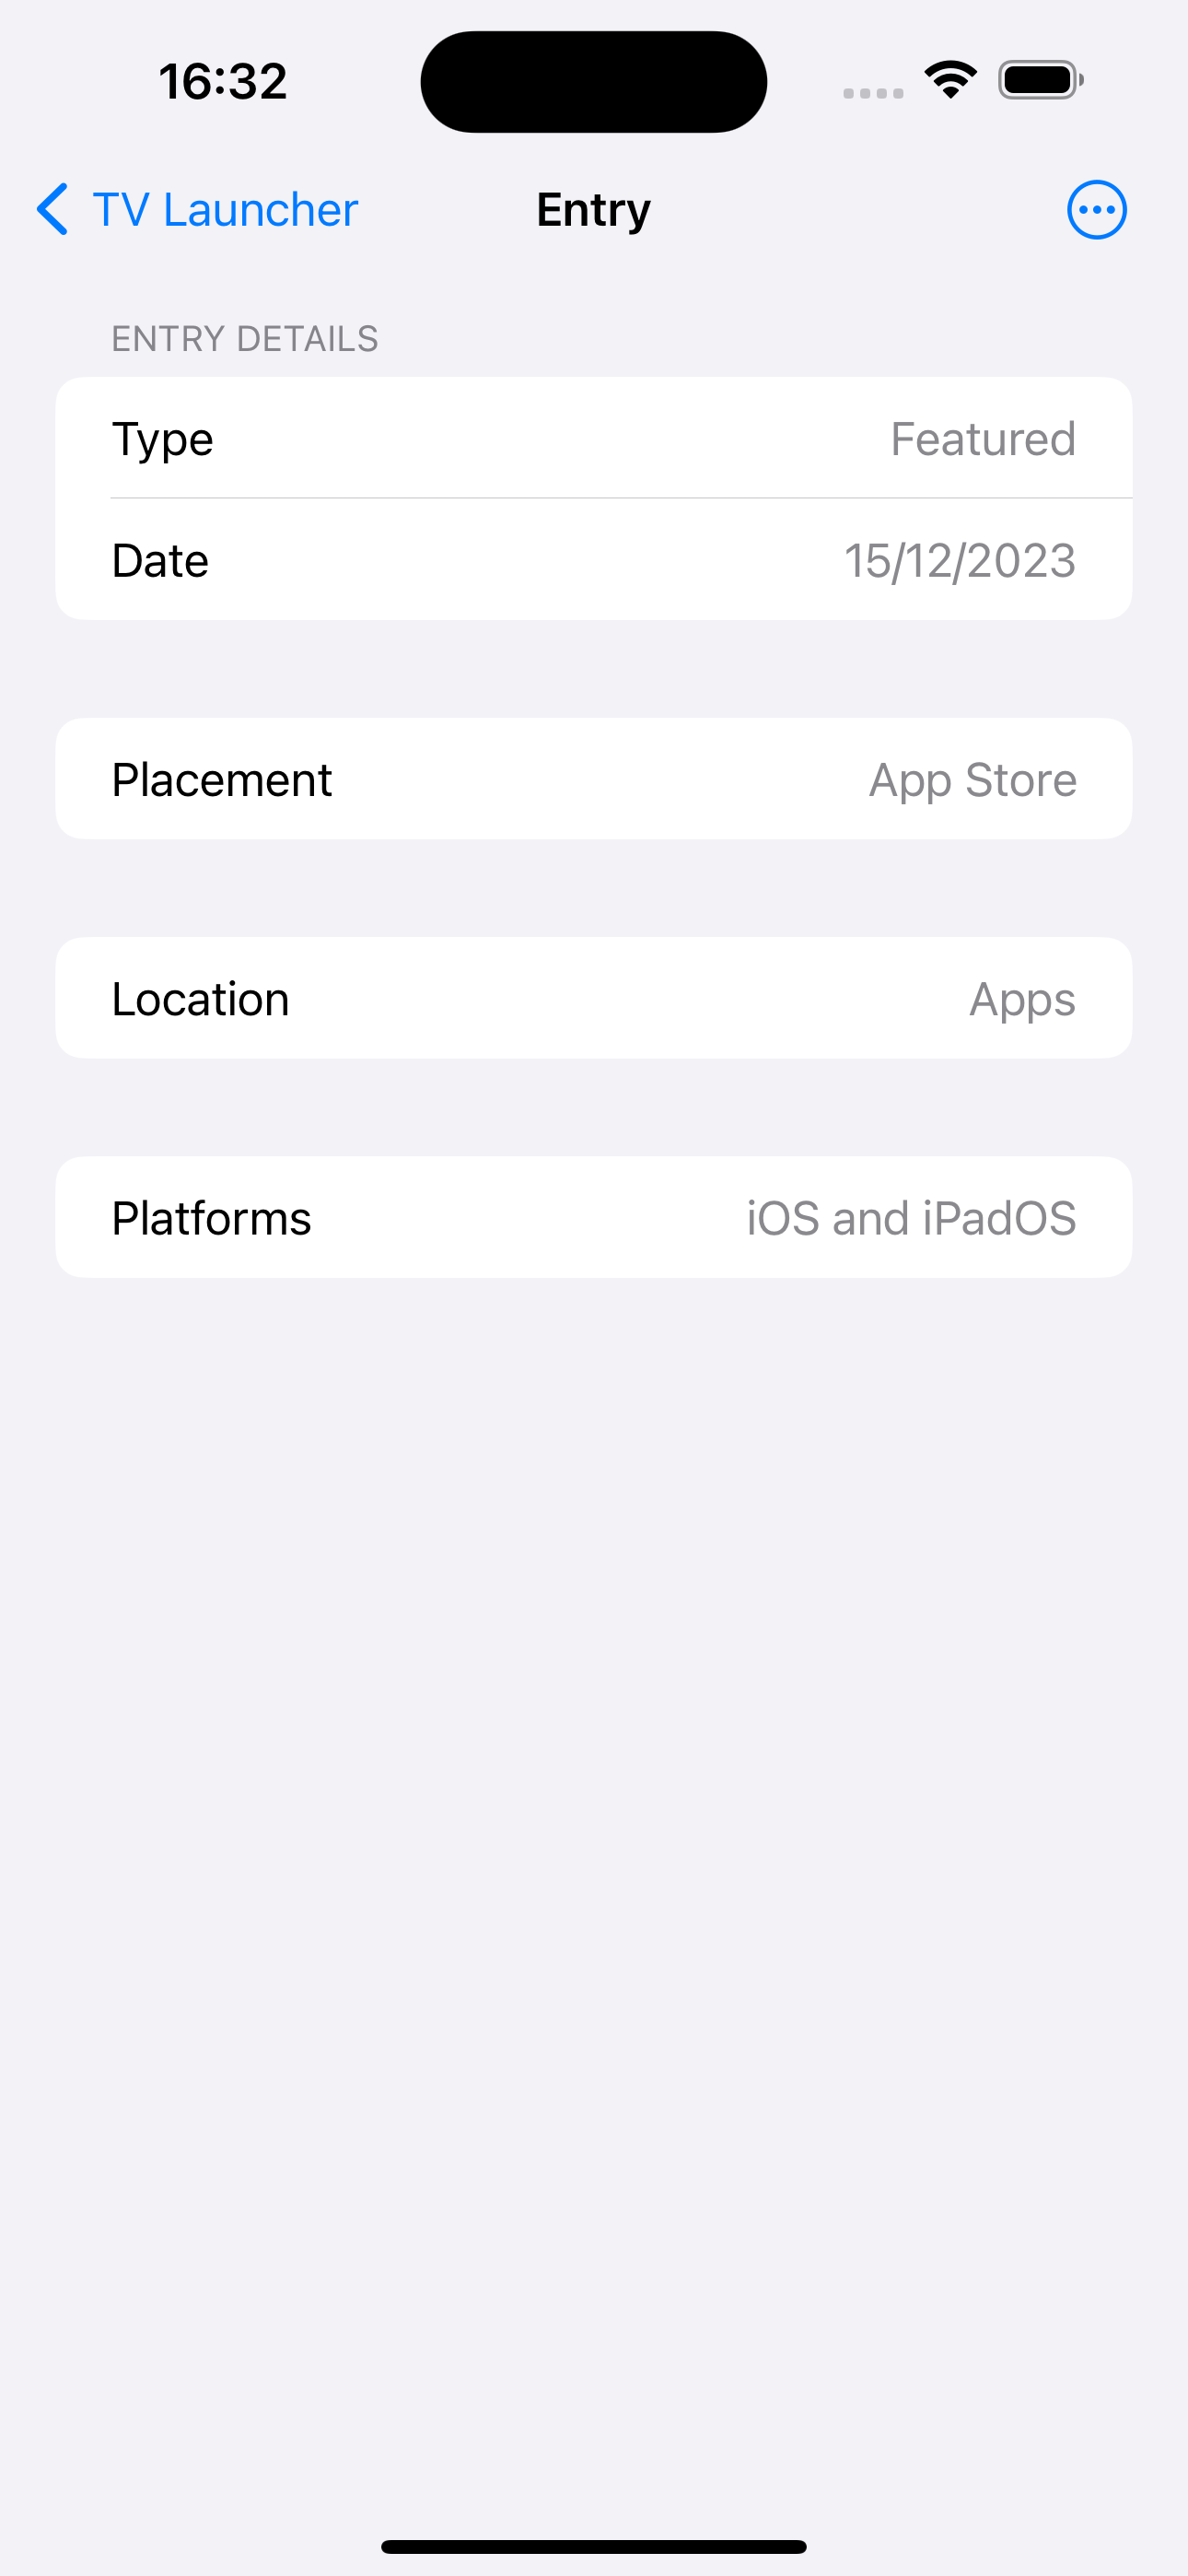 16:32
TV Launcher Entry
ENTRY DETAILS
Type Featured
Date 15/12/2023
Placement App Store
Location Apps
Platforms iOS and iPadOS